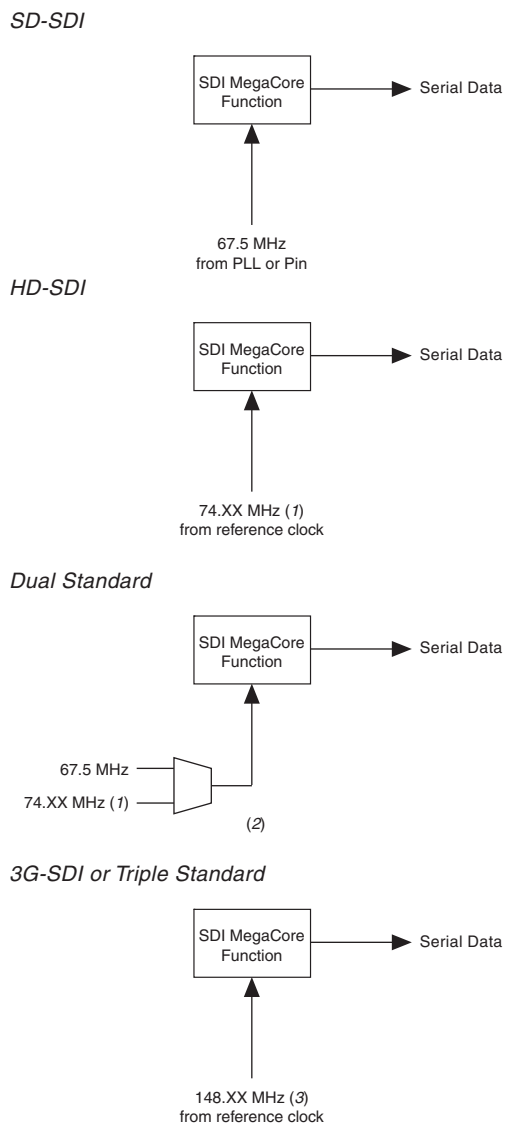 SD-SDI
SDI MegaCore
Function
Serial Data
67.5 MHz
from PLL or Pin
HD-SDI
SDI MegaCore
Function
Serial Data
74.XX MHz (1)
from reference clock
Dual Standard
SDI MegaCore
Function
Serial Data
67.5 MHz
74.XX MHz (1)
(2)
3G-SDI or Triple Standard
SDI MegaCore
Function
Serial Data
148.XX MHz (3)
from reference clock